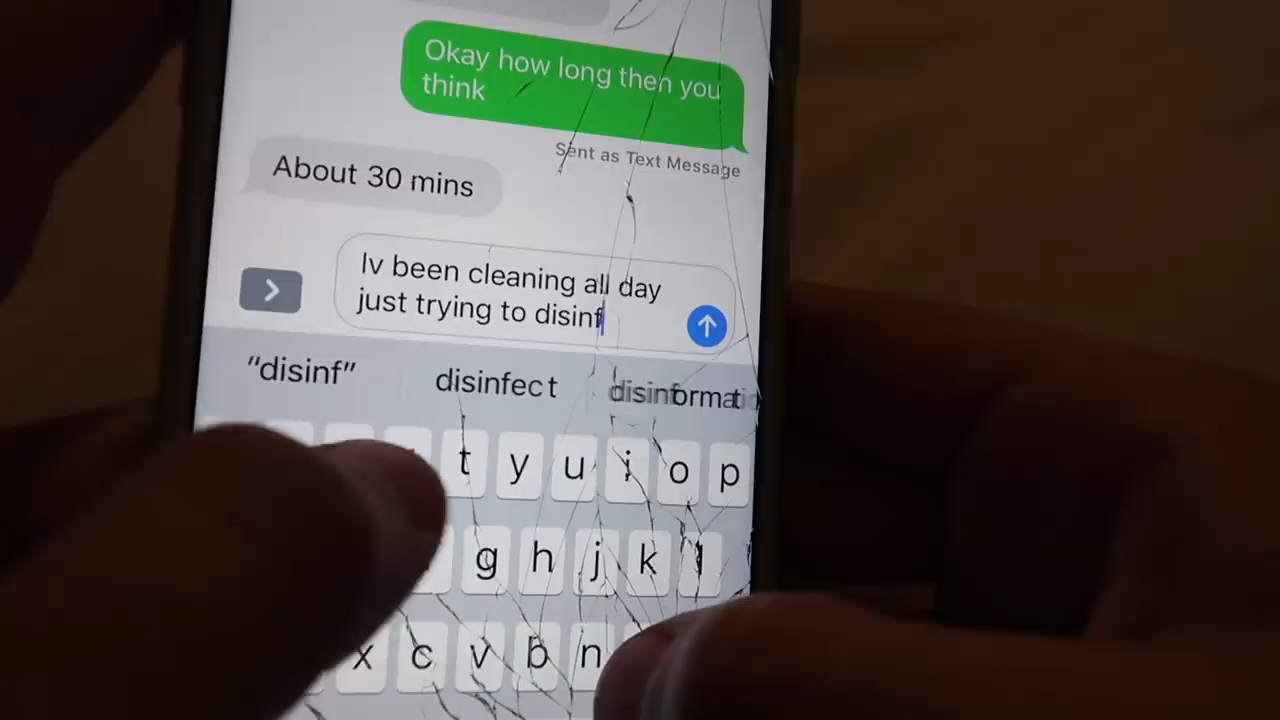 Okay how long then you
think
Sent as Text Message
About 30 mins
Iv been cleaning all day
just trying to disinf
"disinf" disinfect disinformatio
t y u i o p
g h j k l
x c v b n